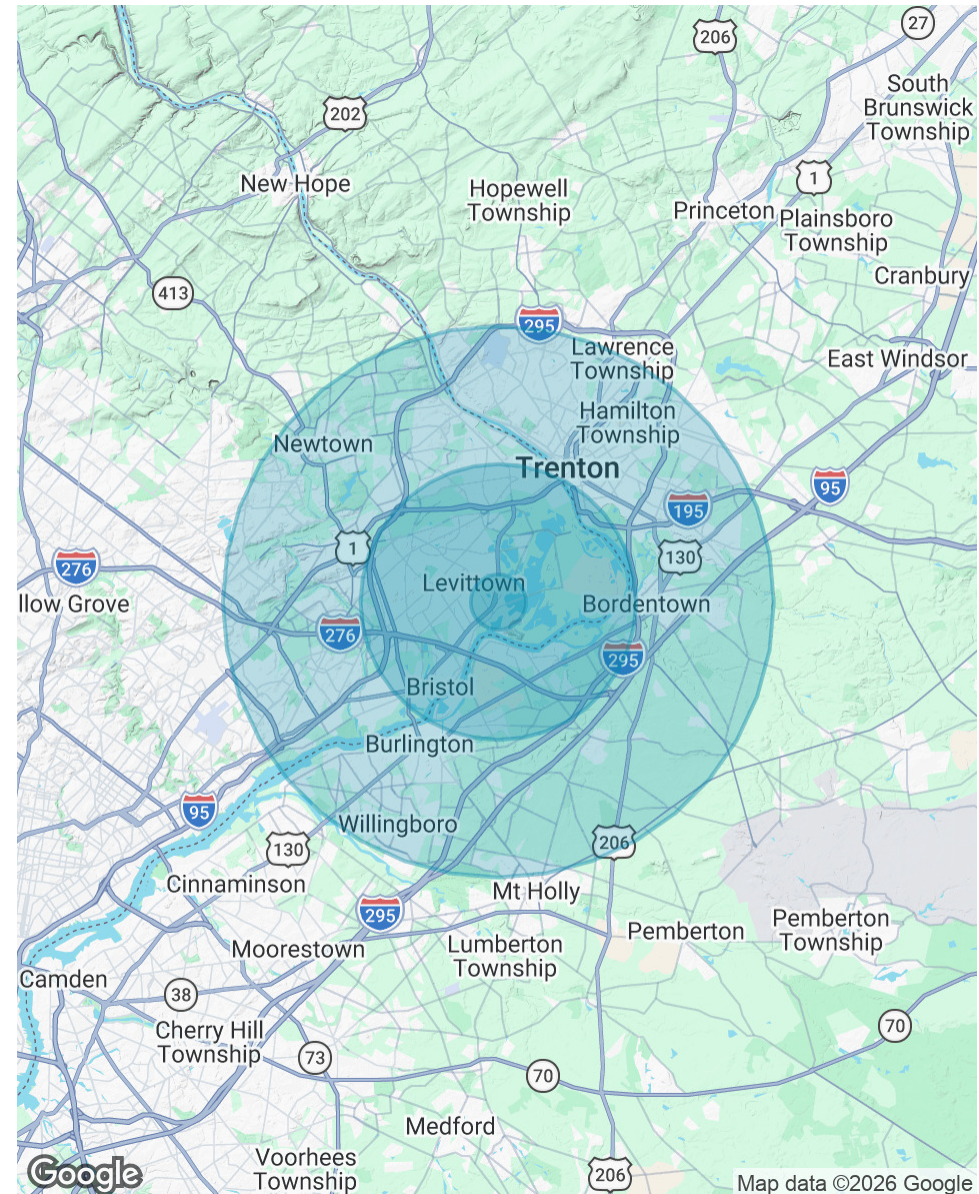 27
206
South
Brunswick
Township
202
1
New Hope
Hopewell
Township
Princeton
Plainsboro
Township
Cranbury
413
295
Lawrence
Township
East Windsor
Hamilton
Township
Newtown
Trenton
95
195
1
130
276
Levittown
llow Grove
Bordentown
276
295
Bristol
Burlington
95
Willingboro
130
206
Cinnaminson
Mt Holly
295
Pemberton
Pemberton
Township
Moorestown
Lumberton
Township
Camden
38
Cherry Hill
Township
70
73
70
Medford
Voorhees
Township
206
Google
Map data ©2026 Google